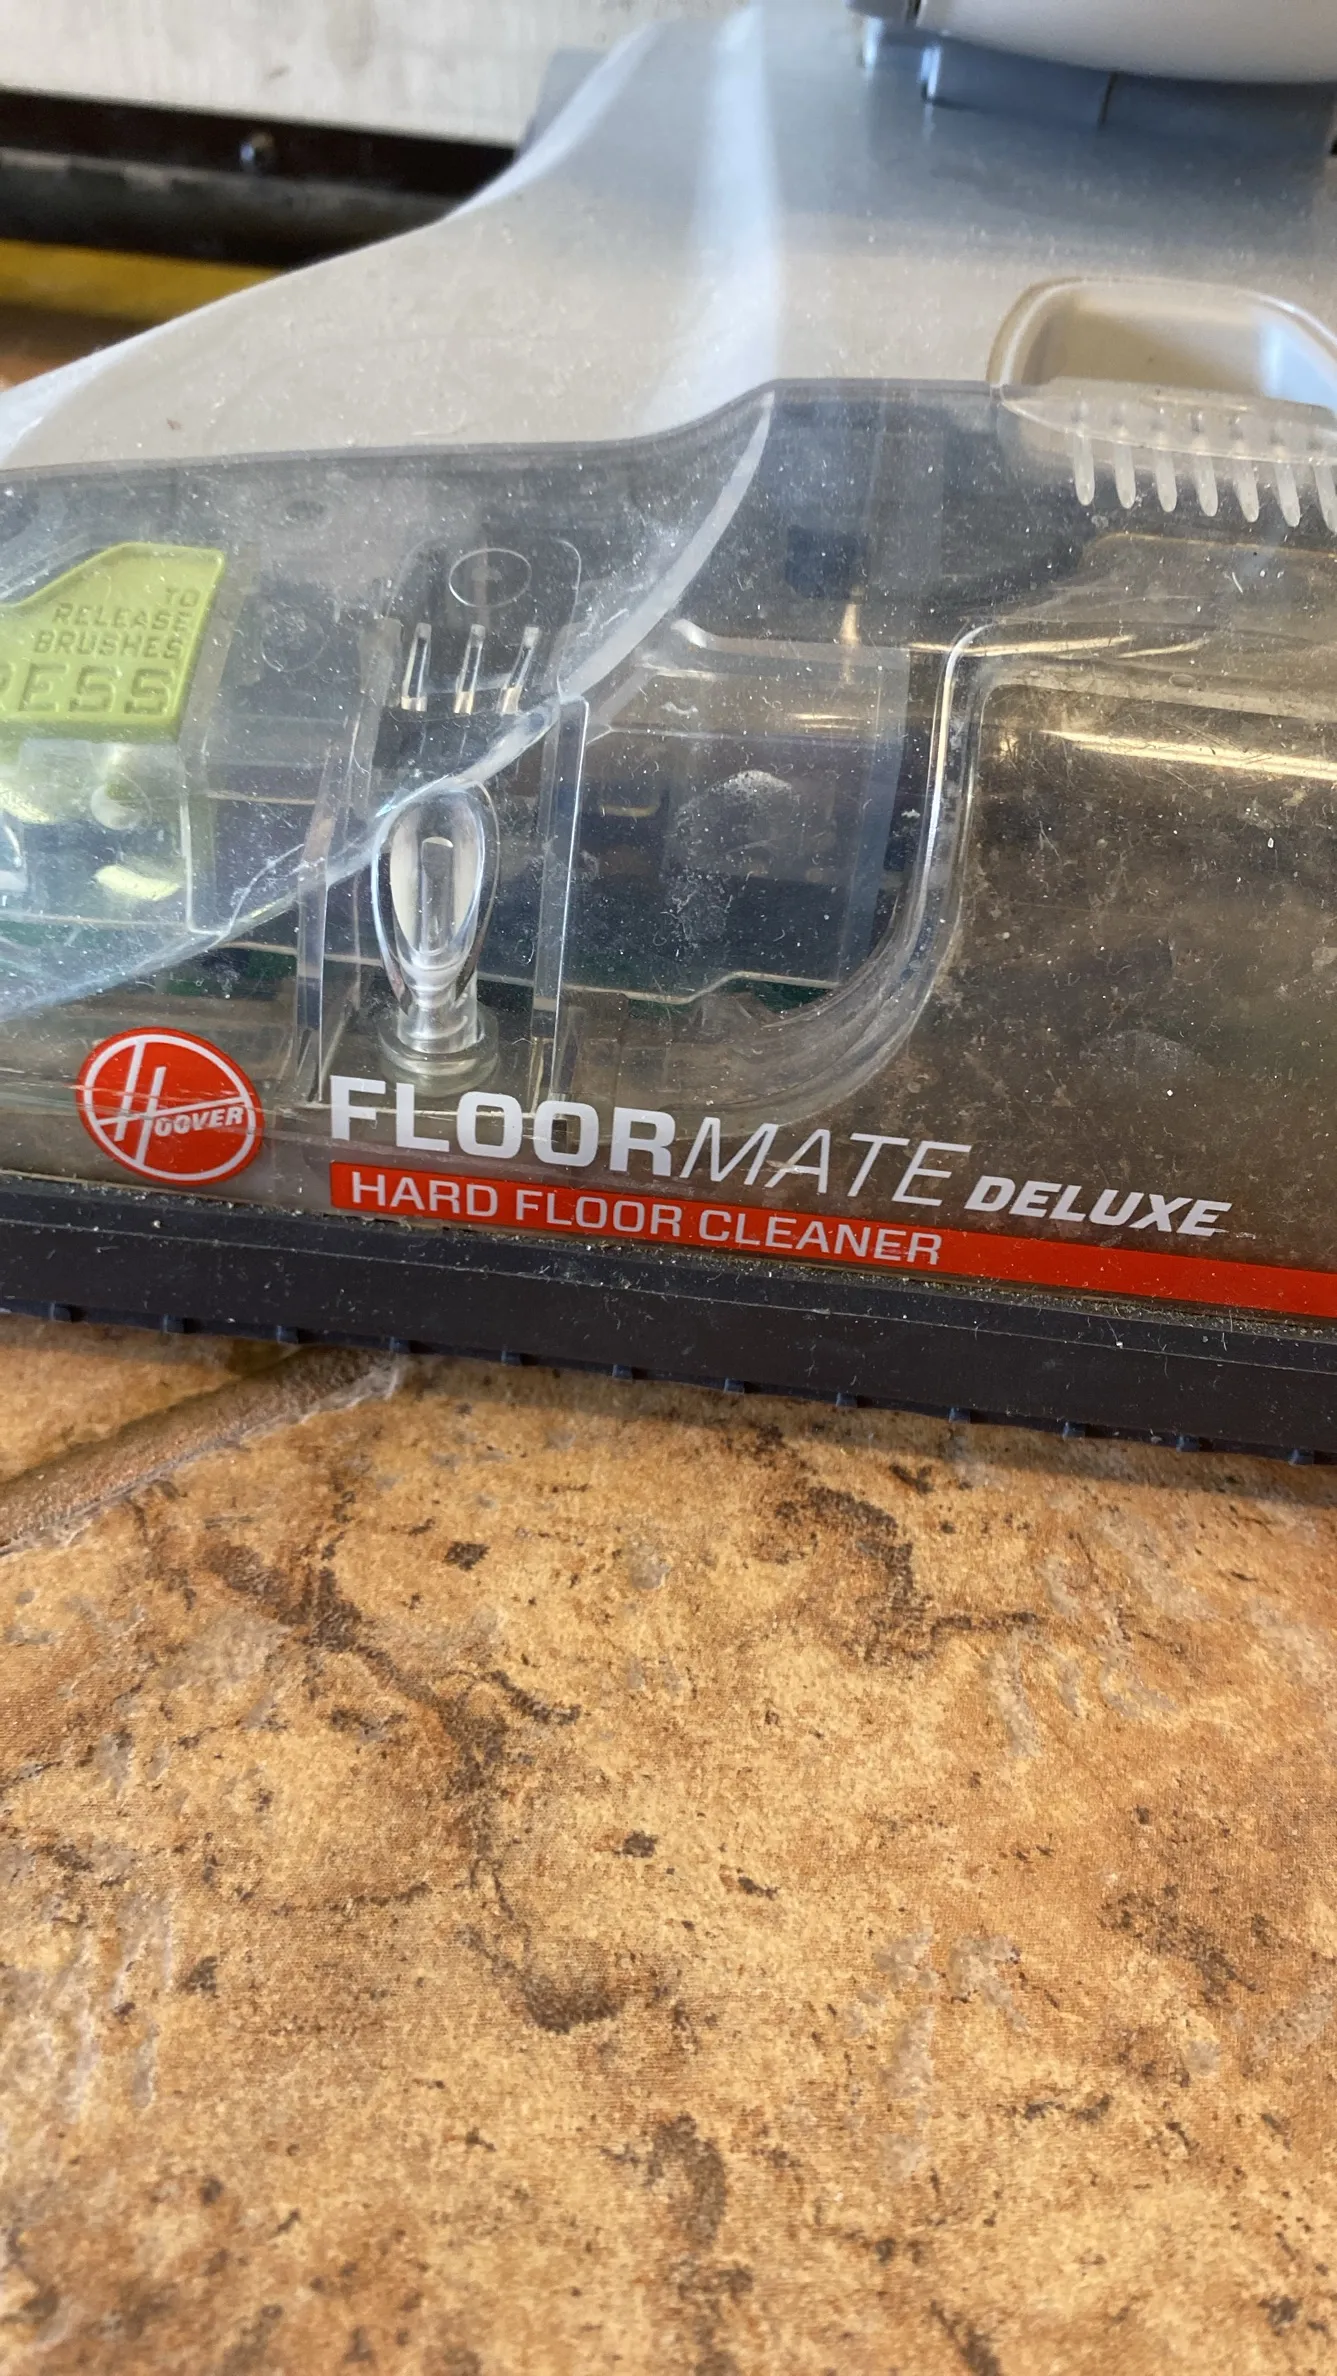 TO
RELEASE
BRUSHES
HOOVER
FLOORMATE DELUXE
HARD FLOOR CLEANER